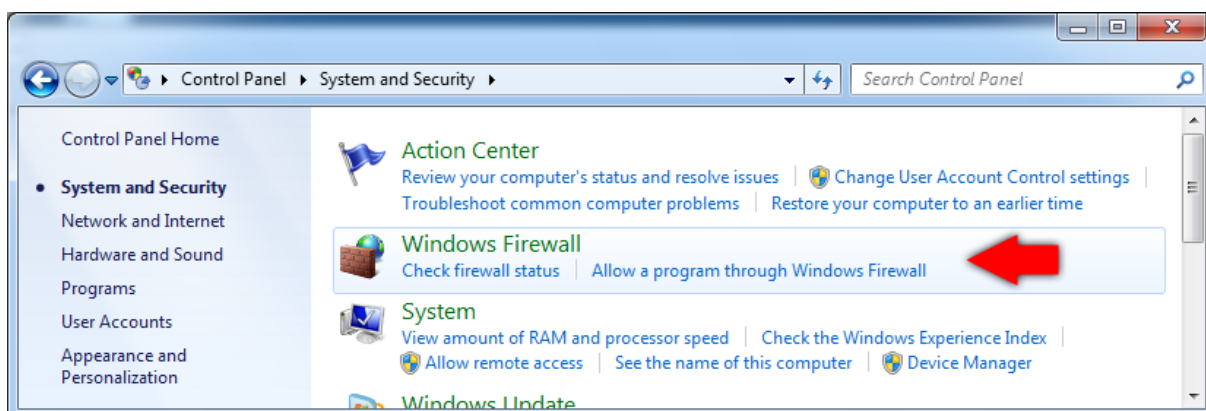 Control Panel System and Security Search Control Panel
Control Panel Home
System and Security
Network and Internet
Hardware and Sound
Programs
User Accounts
Appearance and
Personalization
Action Center
Review your computer's status and resolve issues Change User Account Control settings
Troubleshoot common computer problems Restore your computer to an earlier time
Windows Firewall
Check firewall status Allow a program through Windows Firewall
System
View amount of RAM and processor speed Check the Windows Experience Index
Allow remote access See the name of this computer Device Manager
Windows Update